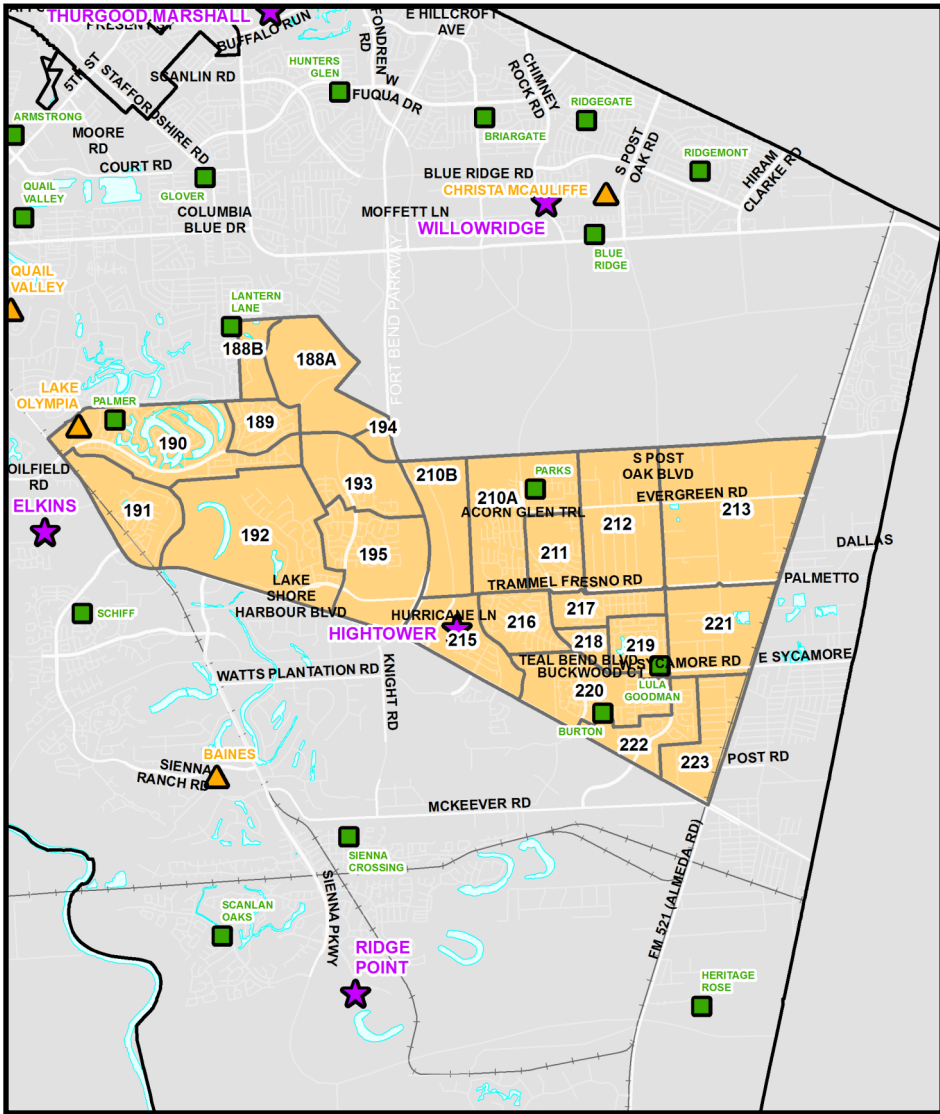 THURGOOD MARSHALL
BUFFALO RUN
FONDREN
RD
E HILLCROFT
AVE
5TH ST
STAFFORDSHIRE RD
SCANLIN RD
HUNTERS
GLEN
W
FUQUA DR
CHIMNEY
ROCK RD
RIDGEGATE
BRIARGATE
ARMSTRONG
MOORE
RD
COURT RD
GLOVER
QUAIL
VALLEY
COLUMBIA
BLUE DR
BLUE RIDGE RD
CHRISTA MCAULIFFE
MOFFETT LN
WILLOWRIDGE
S POST
OAK RD
RIDGEMONT
HIRAM
CLARKE RD
BLUE
RIDGE
QUAIL
VALLEY
LANTERN
LANE
188B
188A
FORT BEND PARKWAY
LAKE
OLYMPIA
PALMER
189
190
194
OILFIELD
RD
ELKINS
191
192
193
195
210B
210A
PARKS
ACORN GLEN TRL
S POST
OAK BLVD
EVERGREEN RD
211
212
213
DALLAS
PALMETTO
TRAMMEL FRESNO RD
LAKE
SHORE
HARBOUR BLVD
SCHIFF
HURRICANE LN
HIGHTOWER
215
216
217
218
219
221
TEAL BEND BLVD
SYCAMORE RD
E SYCAMORE
BUCKWOOD CT
LULA
GOODMAN
220
BURTON
222
223
POST RD
WATTS PLANTATION RD
KNIGHT RD
BAINES
SIENNA
RANCH RD
MCKEEVER RD
SIENNA
CROSSING
SIENNA PKWY
SCANLAN
OAKS
RIDGE
POINT
FM 521 (ALMEDA RD)
HERITAGE
ROSE